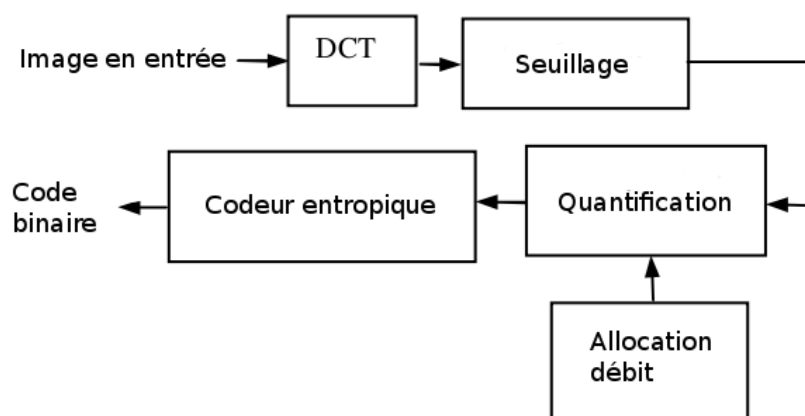 Image en entrée
DCT
Seuillage
Code
binaire
Codeur entropique
Quantification
Allocation
débit